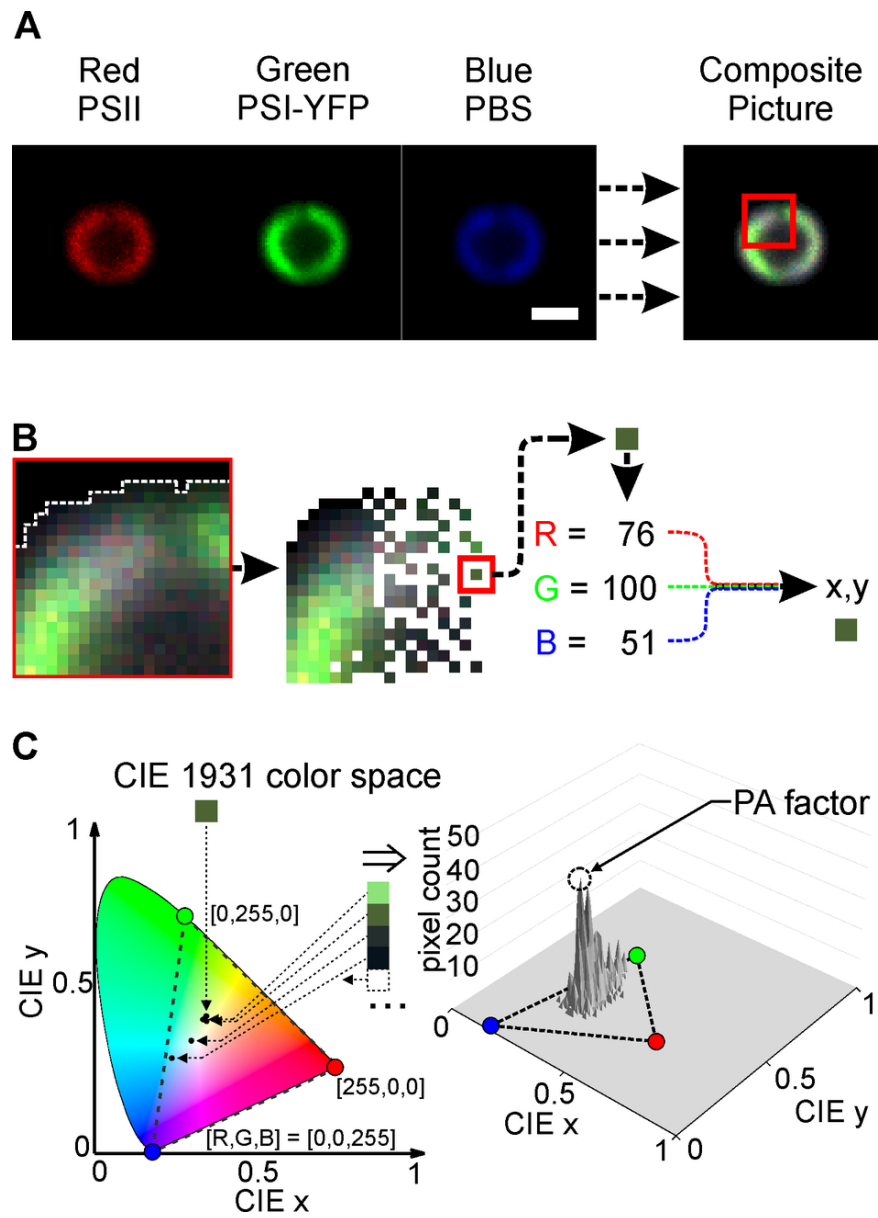 A
Red
PSII
Green
PSI-YFP
Blue
PBS
Composite
Picture
B
R = 76
G = 100
B = 51
x,y
C
CIE 1931 color space
1
0.5
0
CIE y
[0,255,0]
[255,0,0]
[R,G,B] = [0,0,255]
0
0.5
1
CIE x
PA factor
pixel count
50
40
30
20
10
0
0.5
1
CIE x
0
0.5
1
CIE y